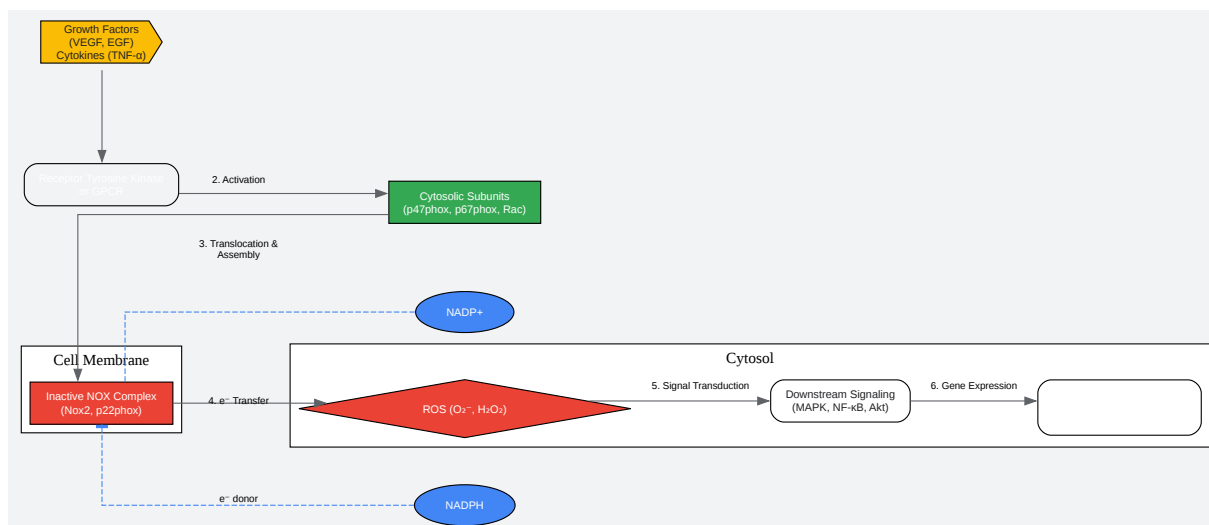 Growth Factors
(VEGF, EGF)
Cytokines (TNF-α)
Receptor Tyrosine Kinase
or GPCR
2. Activation
Cytosolic Subunits
(p47phox, p67phox, Rac)
3. Translocation &
Assembly
NADP+
Cell Membrane
Cytosol
Inactive NOX Complex
(Nox2, p22phox)
4. e⁻ Transfer
ROS (O₂⁻, H₂O₂)
5. Signal Transduction
Downstream Signaling
(MAPK, NF-κB, Akt)
6. Gene Expression
e⁻ donor
NADPH